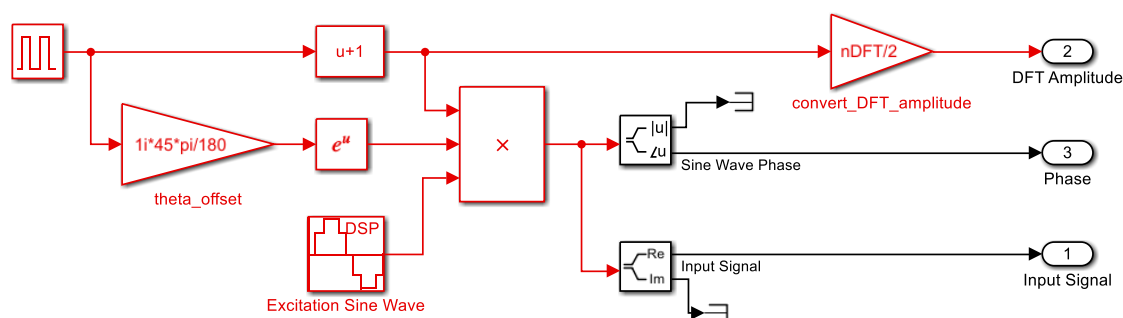 u+1
nDFT/2
2
DFT Amplitude
convert_DFT_amplitude
1i*45*pi/180
theta_offset
eᵘ
×
|u|
∠u
Sine Wave Phase
3
Phase
DSP
Excitation Sine Wave
Re
Im
Input Signal
1
Input Signal